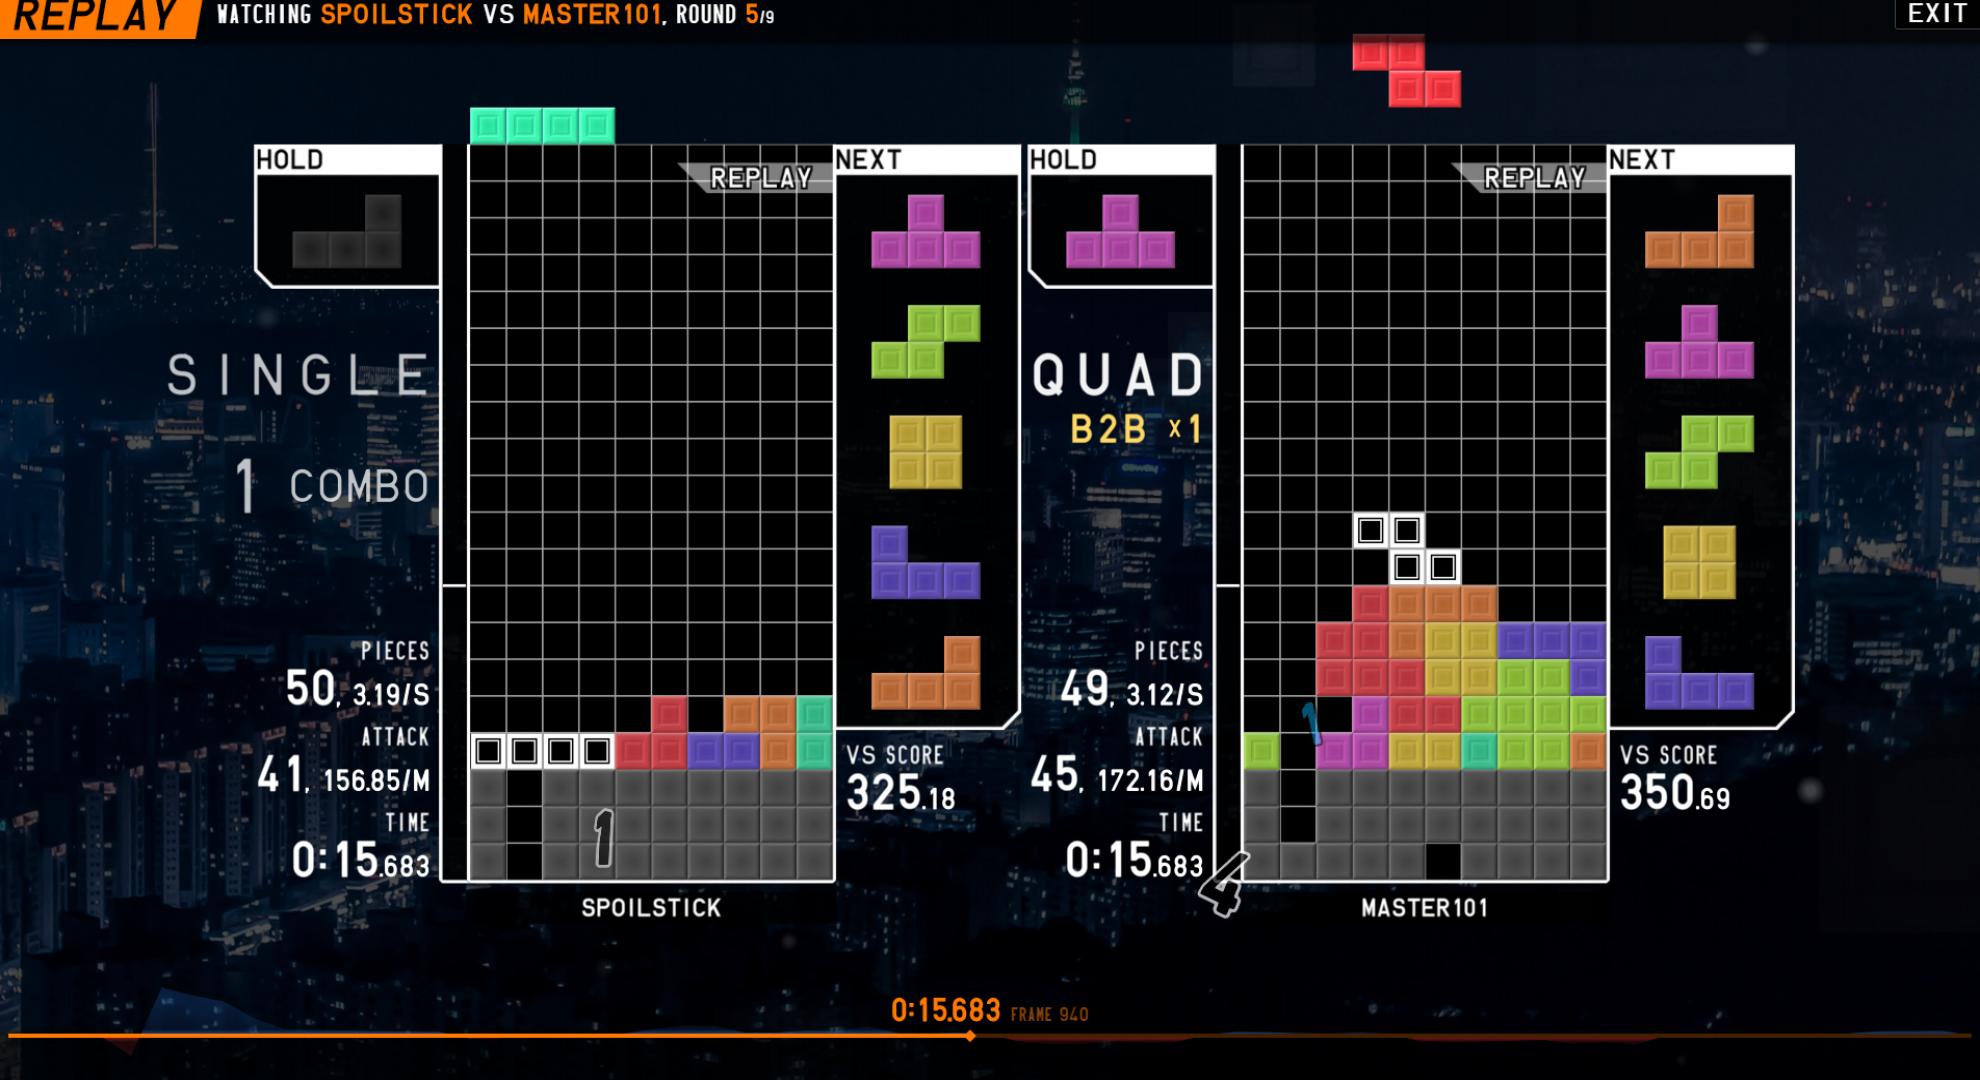 REPLAY WATCHING SPOILSTICK VS MASTER101, ROUND 5/9 EXIT
HOLD
REPLAY
NEXT
SINGLE
1 COMBO
PIECES
50, 3.19/S
ATTACK
41, 156.85/M
TIME
0:15.683
1
VS SCORE
325.18
SPOILSTICK
HOLD
REPLAY
NEXT
QUAD
B2B x1
PIECES
49, 3.12/S
ATTACK
45, 172.16/M
TIME
0:15.683
1
4
VS SCORE
350.69
MASTER101
0:15.683 FRAME 940